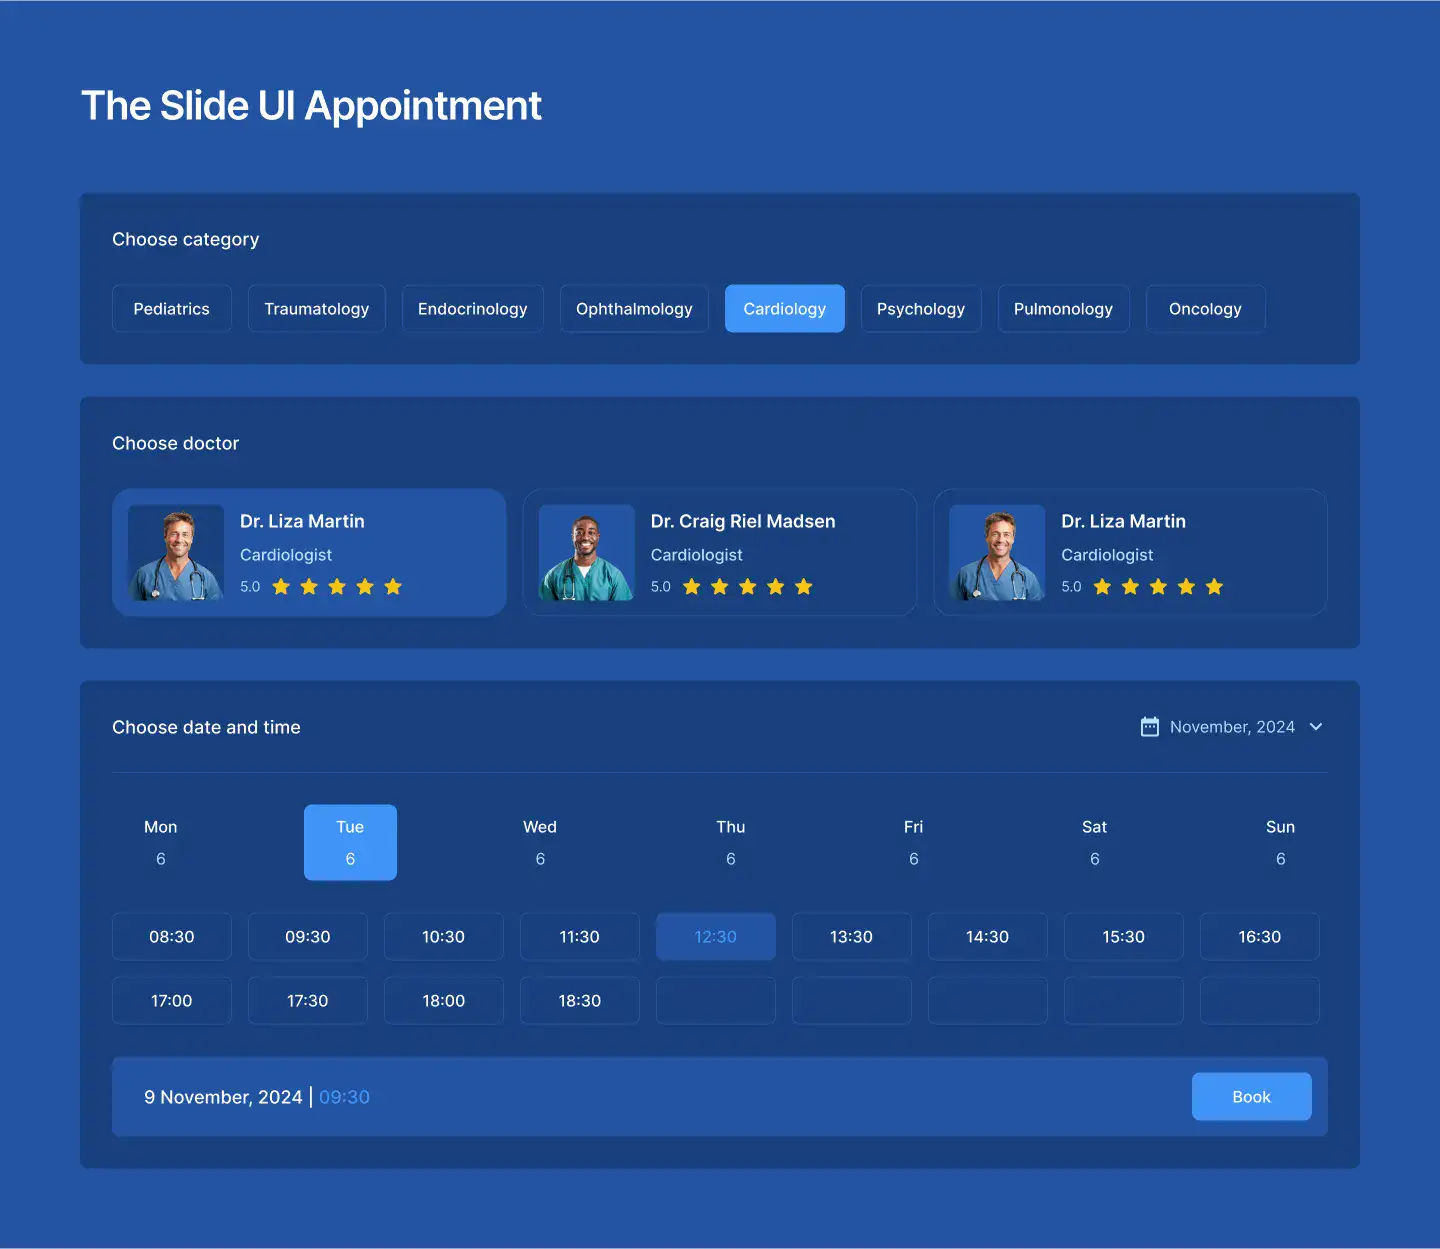 The Slide UI Appointment
Choose category
Pediatrics Traumatology Endocrinology Ophthalmology Cardiology Psychology Pulmonology Oncology
Choose doctor
Dr. Liza Martin
Cardiologist
5.0
Dr. Craig Riel Madsen
Cardiologist
5.0
Dr. Liza Martin
Cardiologist
5.0
Choose date and time
November, 2024
Mon Tue Wed Thu Fri Sat Sun
6 6 6 6 6 6 6
08:30 09:30 10:30 11:30 12:30 13:30 14:30 15:30 16:30
17:00 17:30 18:00 18:30
9 November, 2024 | 09:30
Book